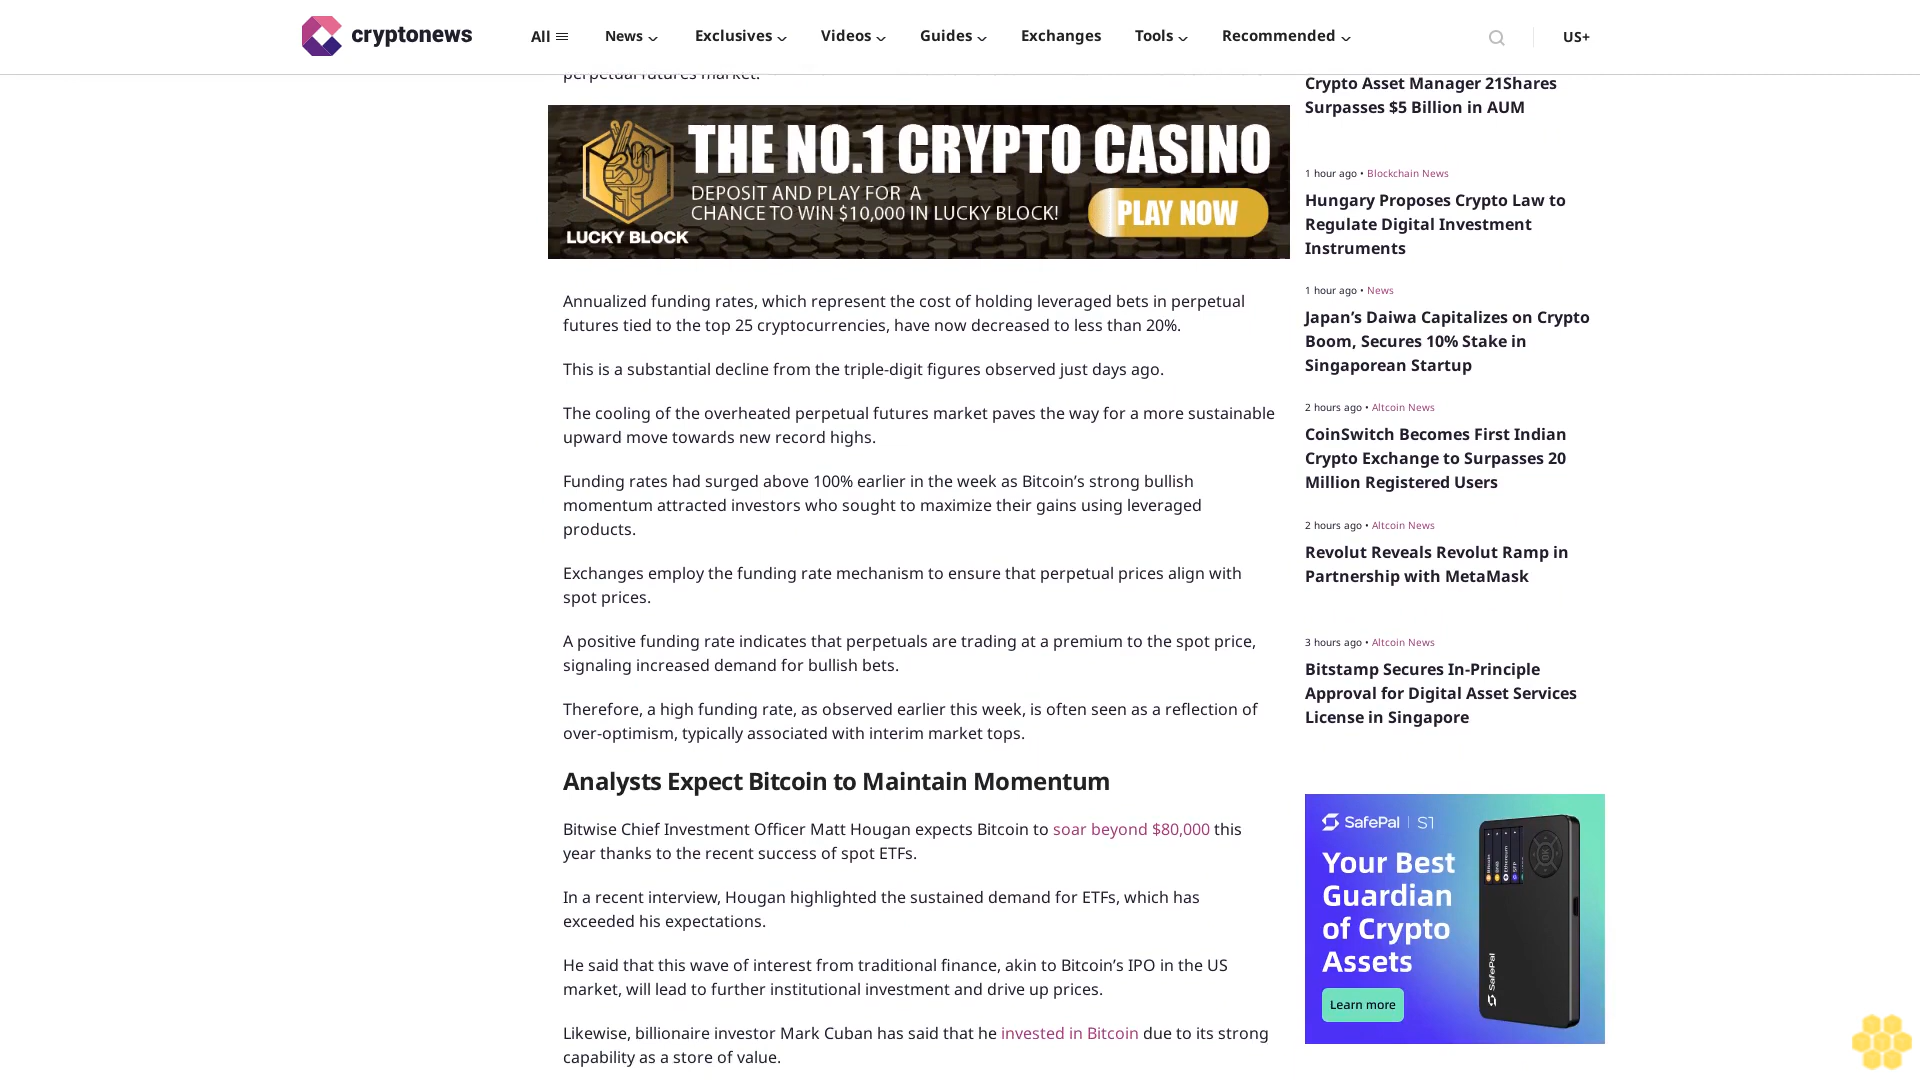 cryptonews
All
News
Exclusives
Videos
Guides
Exchanges
Tools
Recommended
US+
perpetual futures market.
THE NO.1 CRYPTO CASINO
DEPOSIT AND PLAY FOR A
CHANCE TO WIN $10,000 IN LUCKY BLOCK!
PLAY NOW
LUCKY BLOCK
Annualized funding rates, which represent the cost of holding leveraged bets in perpetual
futures tied to the top 25 cryptocurrencies, have now decreased to less than 20%.
This is a substantial decline from the triple-digit figures observed just days ago.
The cooling of the overheated perpetual futures market paves the way for a more sustainable
upward move towards new record highs.
Funding rates had surged above 100% earlier in the week as Bitcoin’s strong bullish
momentum attracted investors who sought to maximize their gains using leveraged
products.
Exchanges employ the funding rate mechanism to ensure that perpetual prices align with
spot prices.
A positive funding rate indicates that perpetuals are trading at a premium to the spot price,
signaling increased demand for bullish bets.
Therefore, a high funding rate, as observed earlier this week, is often seen as a reflection of
over-optimism, typically associated with interim market tops.
Analysts Expect Bitcoin to Maintain Momentum
Bitwise Chief Investment Officer Matt Hougan expects Bitcoin to soar beyond $80,000 this
year thanks to the recent success of spot ETFs.
In a recent interview, Hougan highlighted the sustained demand for ETFs, which has
exceeded his expectations.
He said that this wave of interest from traditional finance, akin to Bitcoin’s IPO in the US
market, will lead to further institutional investment and drive up prices.
Likewise, billionaire investor Mark Cuban has said that he invested in Bitcoin due to its strong
capability as a store of value.
Crypto Asset Manager 21Shares
Surpasses $5 Billion in AUM
1 hour ago • Blockchain News
Hungary Proposes Crypto Law to
Regulate Digital Investment
Instruments
1 hour ago • News
Japan’s Daiwa Capitalizes on Crypto
Boom, Secures 10% Stake in
Singaporean Startup
2 hours ago • Altcoin News
CoinSwitch Becomes First Indian
Crypto Exchange to Surpasses 20
Million Registered Users
2 hours ago • Altcoin News
Revolut Reveals Revolut Ramp in
Partnership with MetaMask
3 hours ago • Altcoin News
Bitstamp Secures In-Principle
Approval for Digital Asset Services
License in Singapore
SafePal | S1
Your Best
Guardian
of Crypto
Assets
Learn more
Bitcoin
BNB
Ethereum
SFP
OK
SafePal